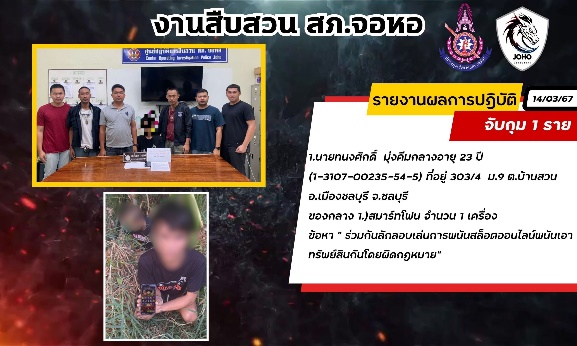 งานสืบสวน สภ.จอหอ
JOHO
รายงานผลการปฏิบัติ
14/03/67
จับกุม 1 ราย
1.นายทนงศักดิ์ มุ่งคีมกลางอายุ 23 ปี
(1-3107-00235-54-5) ที่อยู่ 303/4 ม.9 ต.บ้านสวน
อ.เมืองชลบุรี จ.ชลบุรี
ของกลาง 1.)สมาร์ทโฟน จำนวน 1 เครื่อง
ข้อหา " ร่วมกันลักลอบเล่นการพนันสล็อตออนไลน์พนันเอา
ทรัพย์สินกันโดยผิดกฎหมาย"